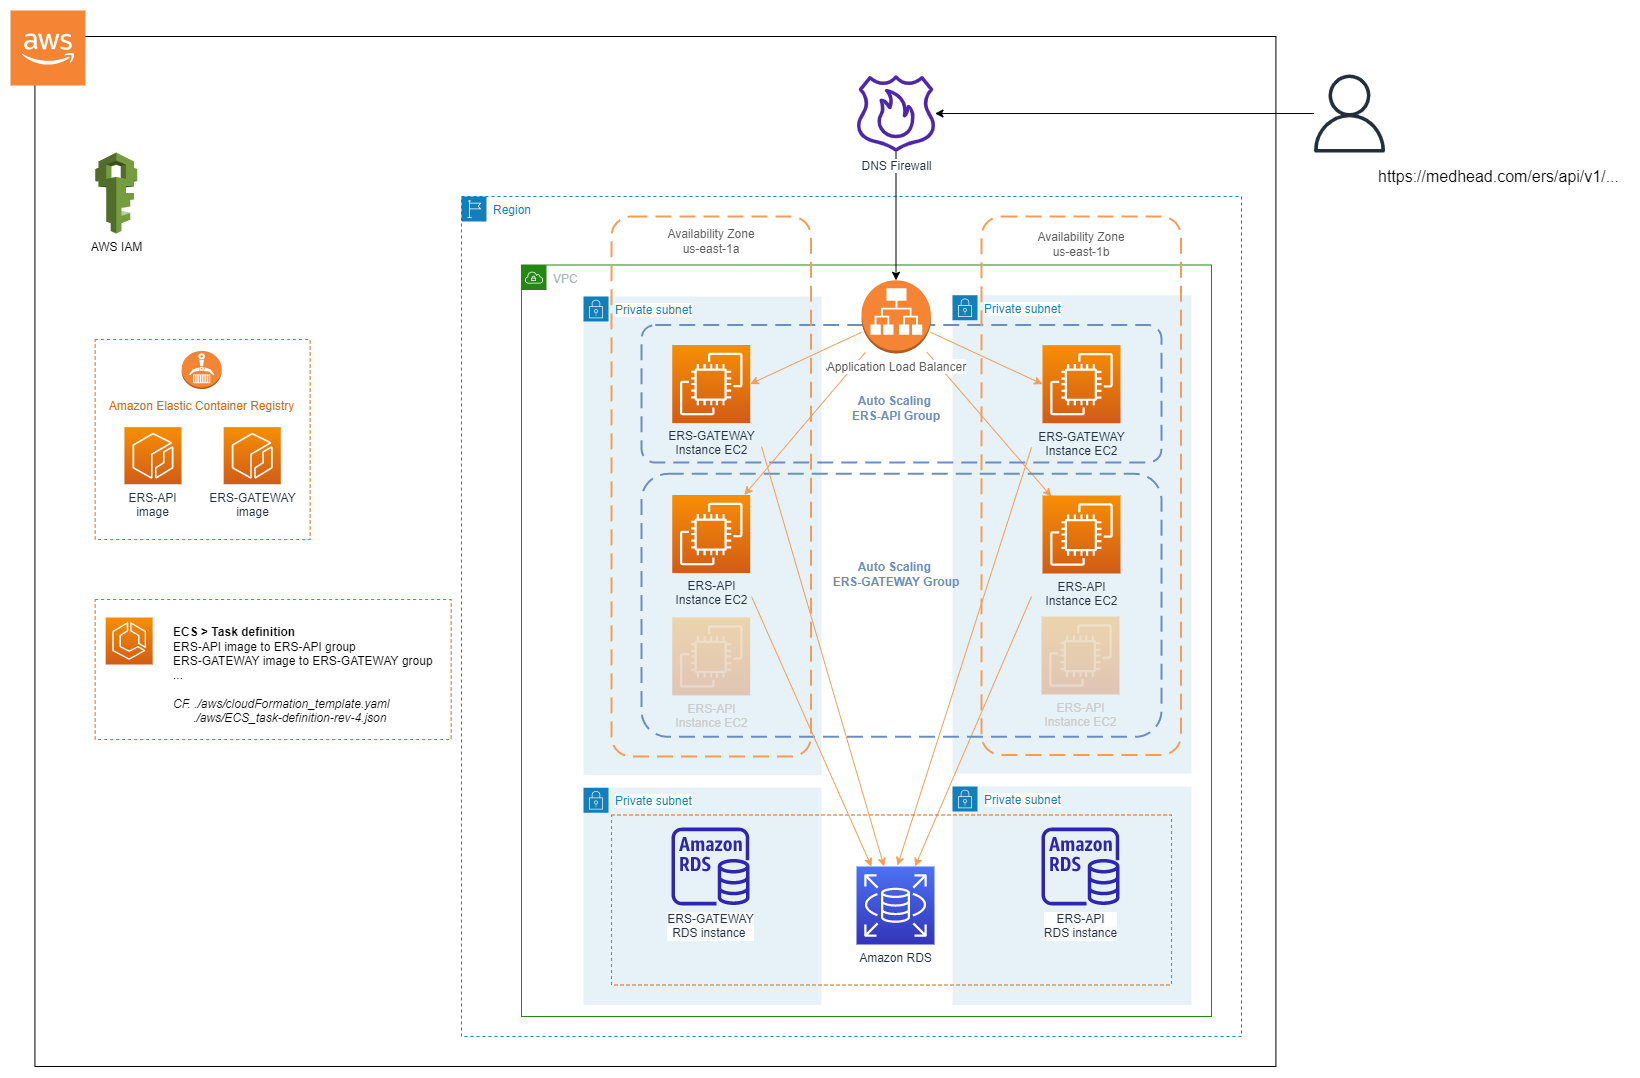 aws
DNS Firewall
https://medhead.com/ers/api/v1/...
AWS IAM
Region
Availability Zone
us-east-1a
Availability Zone
us-east-1b
VPC
Private subnet
Private subnet
Application Load Balancer
Auto Scaling
ERS-API Group
ERS-GATEWAY
Instance EC2
ERS-GATEWAY
Instance EC2
Amazon Elastic Container Registry
ERS-API
image
ERS-GATEWAY
image
Auto Scaling
ERS-GATEWAY Group
ERS-API
Instance EC2
ERS-API
Instance EC2
ECS > Task definition
ERS-API image to ERS-API group
ERS-GATEWAY image to ERS-GATEWAY group
...
CF. ./aws/cloudFormation_template.yaml
./aws/ECS_task-definition-rev-4.json
ERS-API
Instance EC2
ERS-API
Instance EC2
Private subnet
Private subnet
Amazon
RDS
ERS-GATEWAY
RDS instance
Amazon RDS
Amazon
RDS
ERS-API
RDS instance